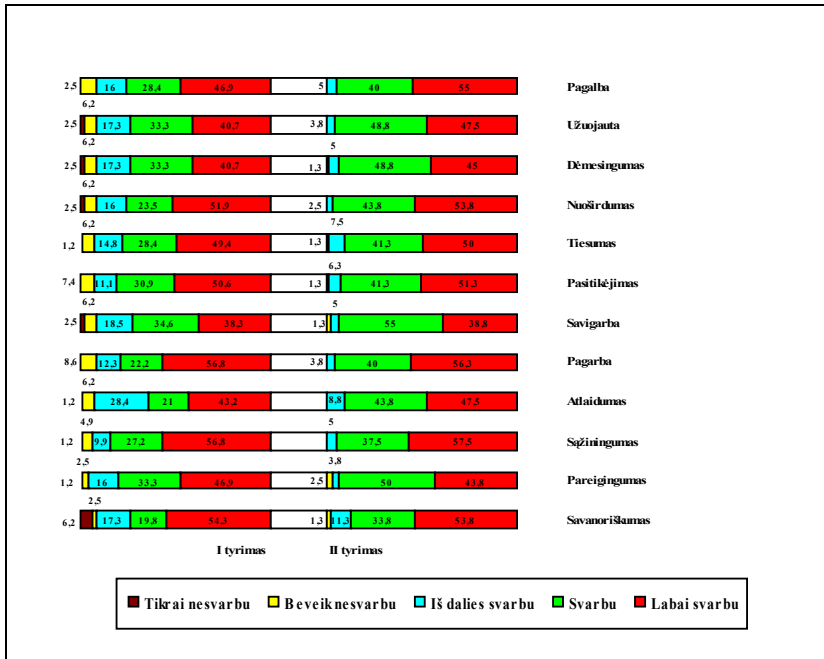 2,5 16 28,4 46,9 5 40 55 Pagalba
6,2
2,5 17,3 33,3 40,7 3,8 48,8 47,5 Užuojauta
6,2 5
2,5 17,3 33,3 40,7 1,3 48,8 45 Dėmesingumas
6,2
2,5 16 23,5 51,9 2,5 43,8 53,8 Nuoširdumas
6,2 7,5
1,2 14,8 28,4 49,4 1,3 41,3 50 Tiesumas
6,3
7,4 11,1 30,9 50,6 1,3 41,3 51,3 Pasitikėjimas
6,2 5
2,5 18,5 34,6 38,3 1,3 55 38,8 Savigarba
8,6 12,3 22,2 56,8 3,8 40 56,3 Pagarba
6,2
1,2 28,4 21 43,2 8,8 43,8 47,5 Atlaidumas
4,9 5
1,2 9,9 27,2 56,8 37,5 57,5 Sąžiningumas
2,5 3,8
1,2 16 33,3 46,9 2,5 50 43,8 Pareigingumas
2,5
6,2 17,3 19,8 54,3 1,3 11,3 33,8 53,8 Savanoriškumas
I tyrimas II tyrimas
Tikrai nesvarbu Beveik nesvarbu Iš dalies svarbu Svarbu Labai svarbu